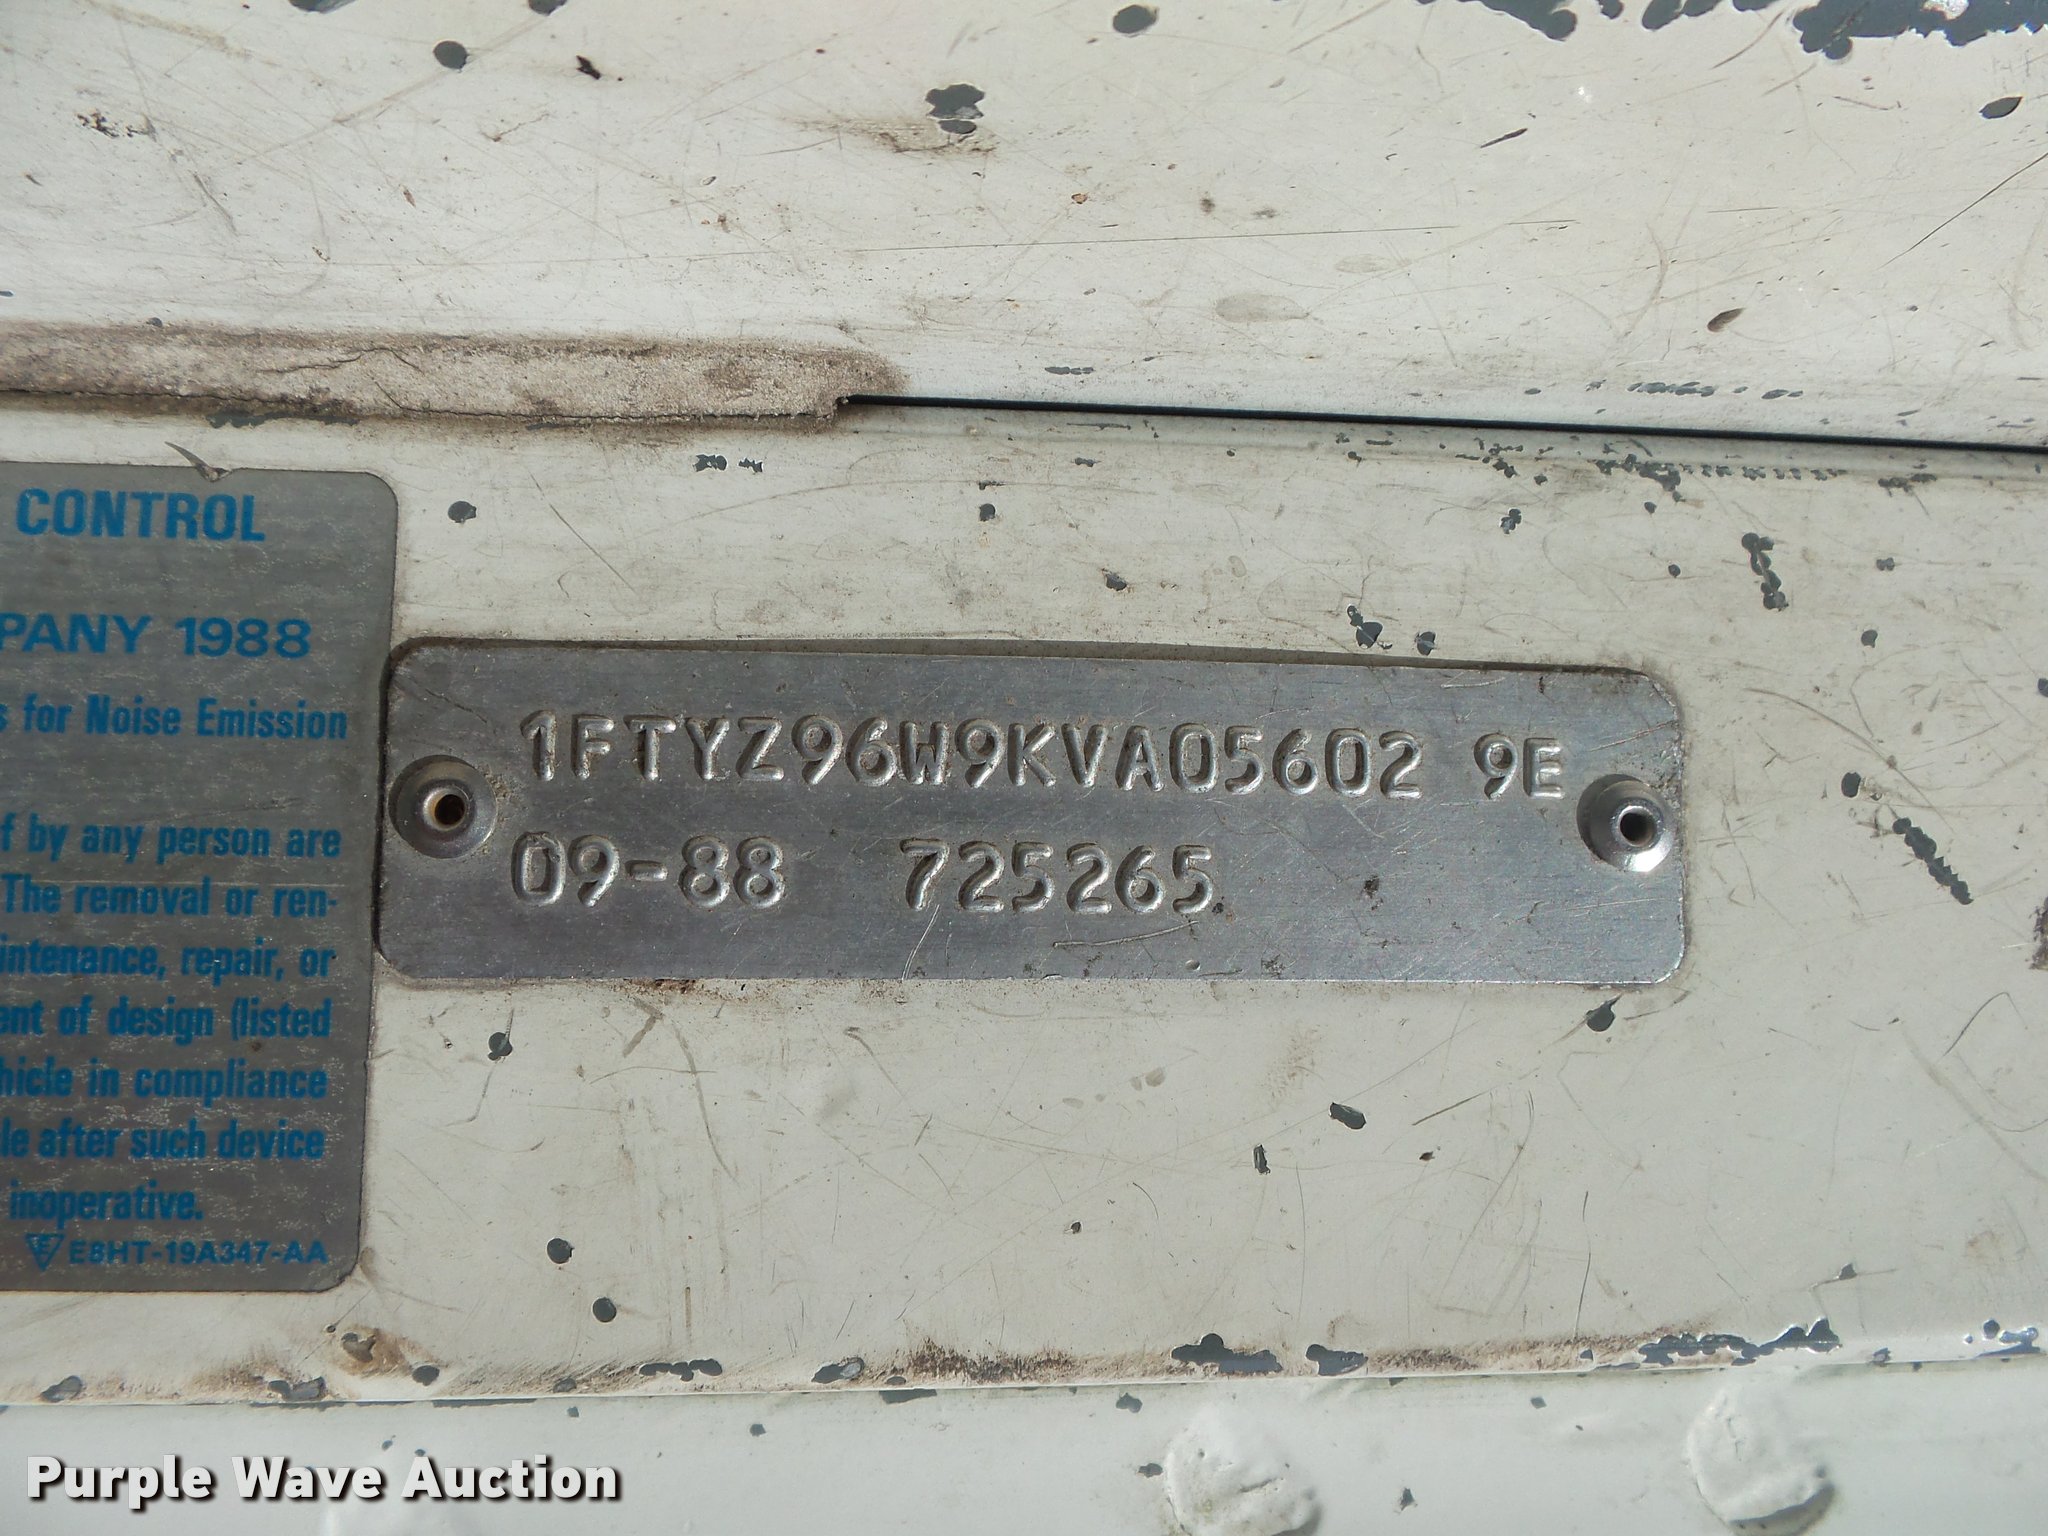 CONTROL
PANY 1988
s for Noise Emission
f by any person are
The removal or ren-
intenance, repair, or
ent of design (listed
hicle in compliance
le after such device
inoperative.
E8HT-19A347-AA
1FTYZ96W9KVA05602 9E
09-88 725265
Purple Wave Auction